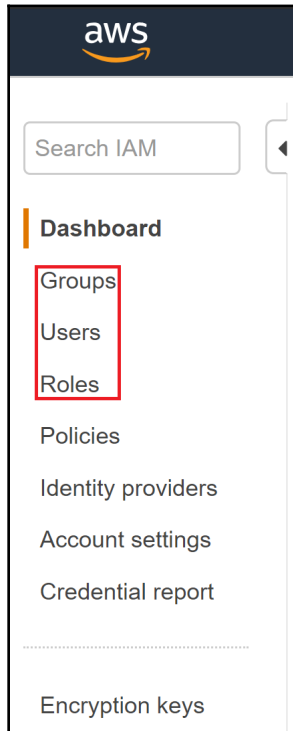 aws
Search IAM
Dashboard
Groups
Users
Roles
Policies
Identity providers
Account settings
Credential report
Encryption keys